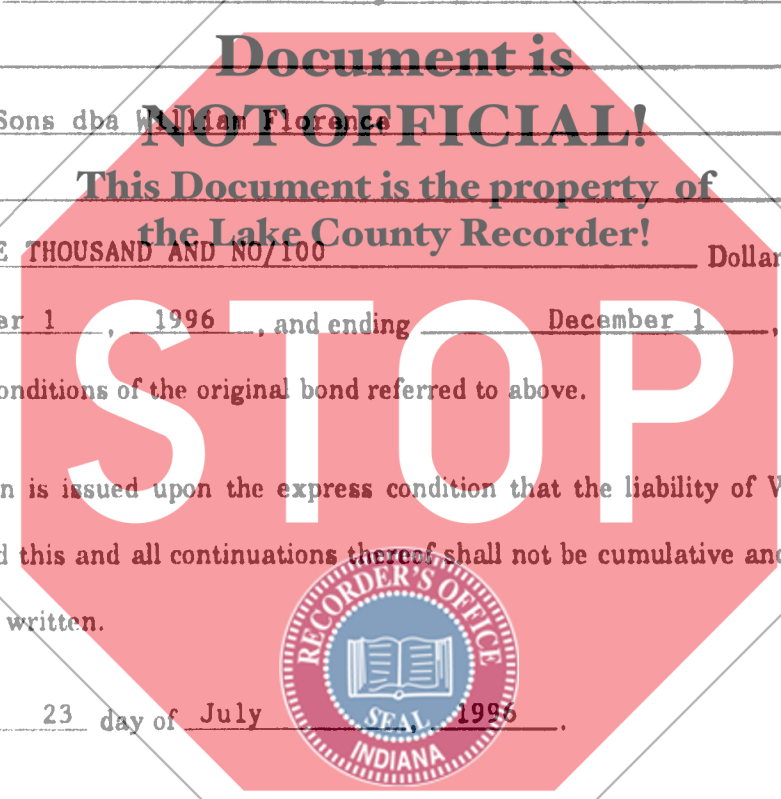 Document is
Sons dba William Florence
NOT OFFICIAL!
This Document is the property of
the Lake County Recorder!
THOUSAND AND NO/100 Dollar
er 1 , 1996 , and ending December 1 ,
onditions of the original bond referred to above.
STOP
n is issued upon the express condition that the liability of V
d this and all continuations thereof shall not be cumulative and
written.
RECORDER'S OFFICE
SEAL
INDIANA
23 day of July , 1996 .